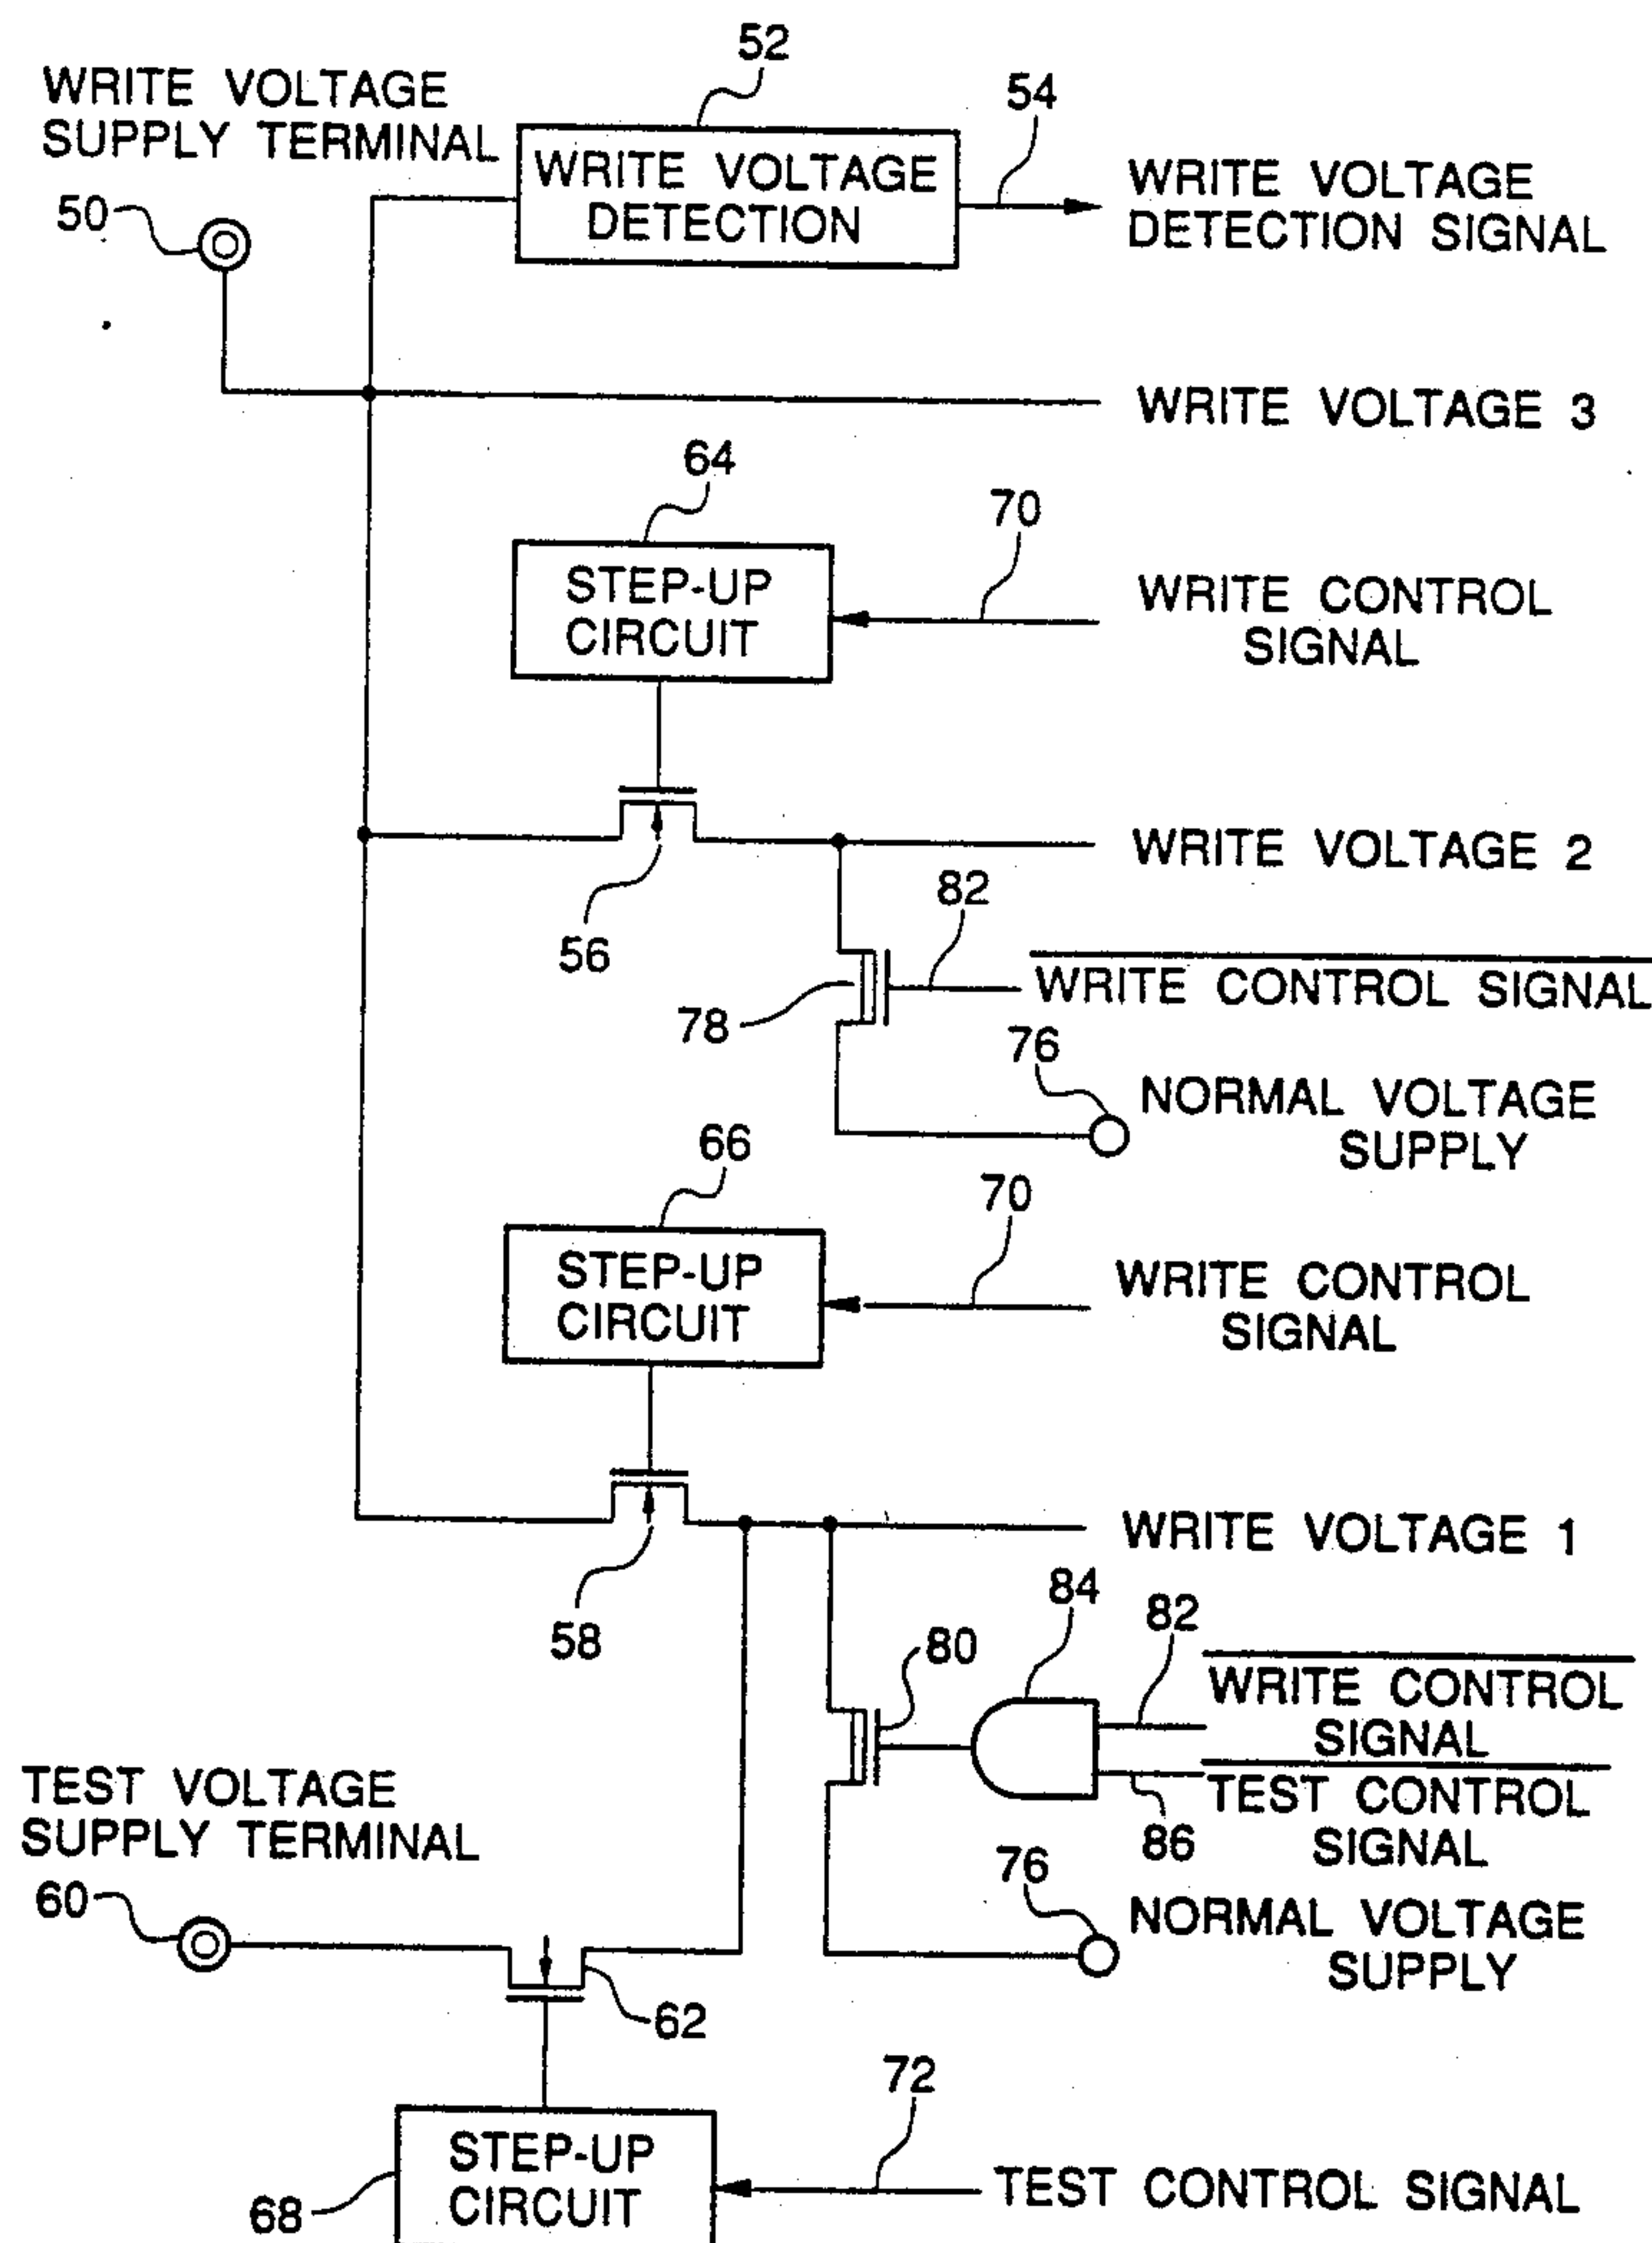 52
WRITE VOLTAGE
SUPPLY TERMINAL
54
WRITE VOLTAGE
DETECTION
WRITE VOLTAGE
DETECTION SIGNAL
50
WRITE VOLTAGE 3
64
70
STEP-UP
CIRCUIT
WRITE CONTROL
SIGNAL
WRITE VOLTAGE 2
56
82
WRITE CONTROL SIGNAL
78
76
NORMAL VOLTAGE
SUPPLY
66
70
STEP-UP
CIRCUIT
WRITE CONTROL
SIGNAL
WRITE VOLTAGE 1
58
84
82
80
WRITE CONTROL
SIGNAL
TEST CONTROL
SIGNAL
86
TEST VOLTAGE
SUPPLY TERMINAL
60
76
NORMAL VOLTAGE
SUPPLY
62
72
STEP-UP
CIRCUIT
68
TEST CONTROL SIGNAL